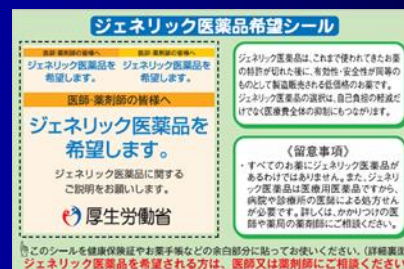 ジェネリック医薬品希望シール
医師・薬剤師の皆様へ
ジェネリック医薬品を
希望します。
医師・薬剤師の皆様へ
ジェネリック医薬品を
希望します。
医師・薬剤師の皆様へ
ジェネリック医薬品を
希望します。
ジェネリック医薬品に関する
ご説明をお願いします。
厚生労働省
ジェネリック医薬品は、これまで使われてきたお薬
の特許が切れた後に、有効性・安全性が同等の
ものとして製造販売される低価格のお薬です。
ジェネリック医薬品の選択は、自己負担の軽減だ
けでなく医療費全体の抑制にもつながります。
《留意事項》
・すべてのお薬にジェネリック医薬品が
あるわけではありません。また、ジェネリ
ック医薬品は医療用医薬品ですから、
病院や診療所の医師による処方せん
が必要です。詳しくは、かかりつけの医
師や薬局の薬剤師にご相談ください。
このシールを健康保険証やお薬手帳などの余白部分に貼ってお使いください。(詳細裏面
ジェネリック医薬品を希望される方は、医師又は薬剤師にご相談ください